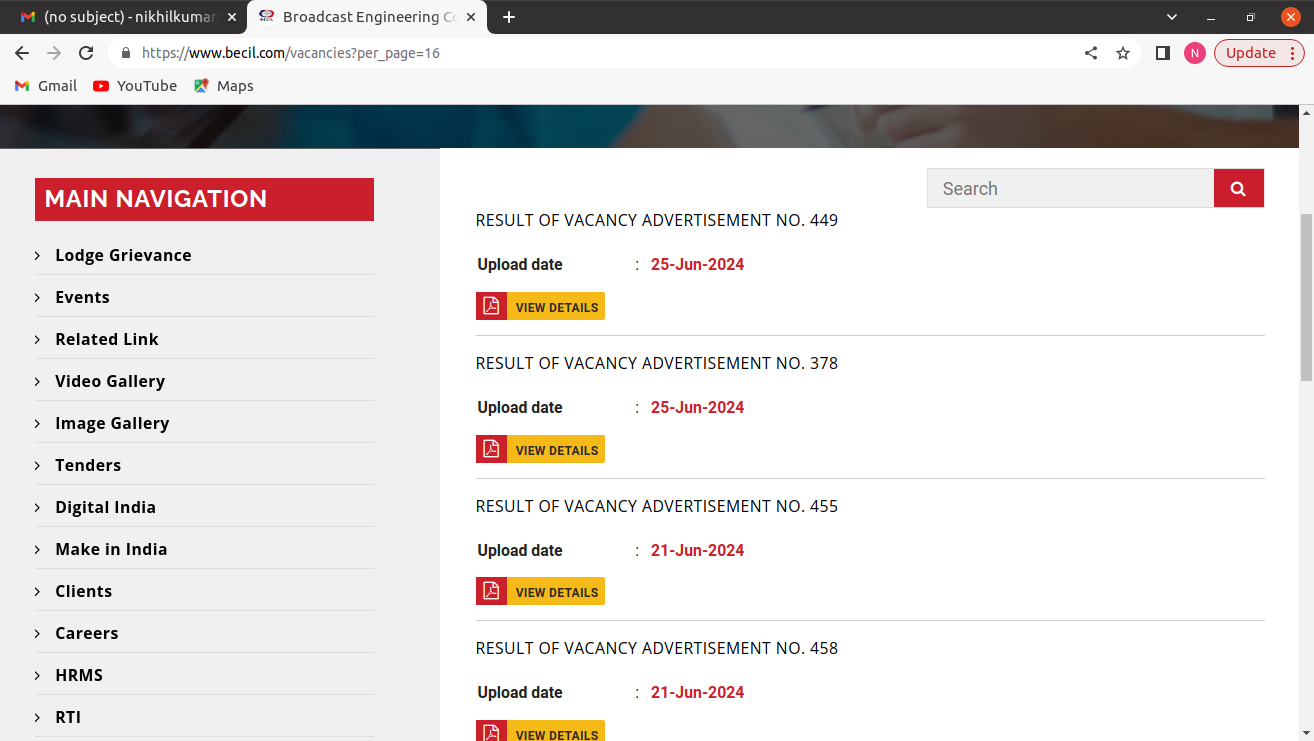 (no subject) - nikhilkumar
Broadcast Engineering Co
https://www.becil.com/vacancies?per_page=16
N
Update
Gmail
YouTube
Maps
MAIN NAVIGATION
Lodge Grievance
Events
Related Link
Video Gallery
Image Gallery
Tenders
Digital India
Make in India
Clients
Careers
HRMS
RTI
Search
RESULT OF VACANCY ADVERTISEMENT NO. 449
Upload date : 25-Jun-2024
VIEW DETAILS
RESULT OF VACANCY ADVERTISEMENT NO. 378
Upload date : 25-Jun-2024
VIEW DETAILS
RESULT OF VACANCY ADVERTISEMENT NO. 455
Upload date : 21-Jun-2024
VIEW DETAILS
RESULT OF VACANCY ADVERTISEMENT NO. 458
Upload date : 21-Jun-2024
VIEW DETAILS